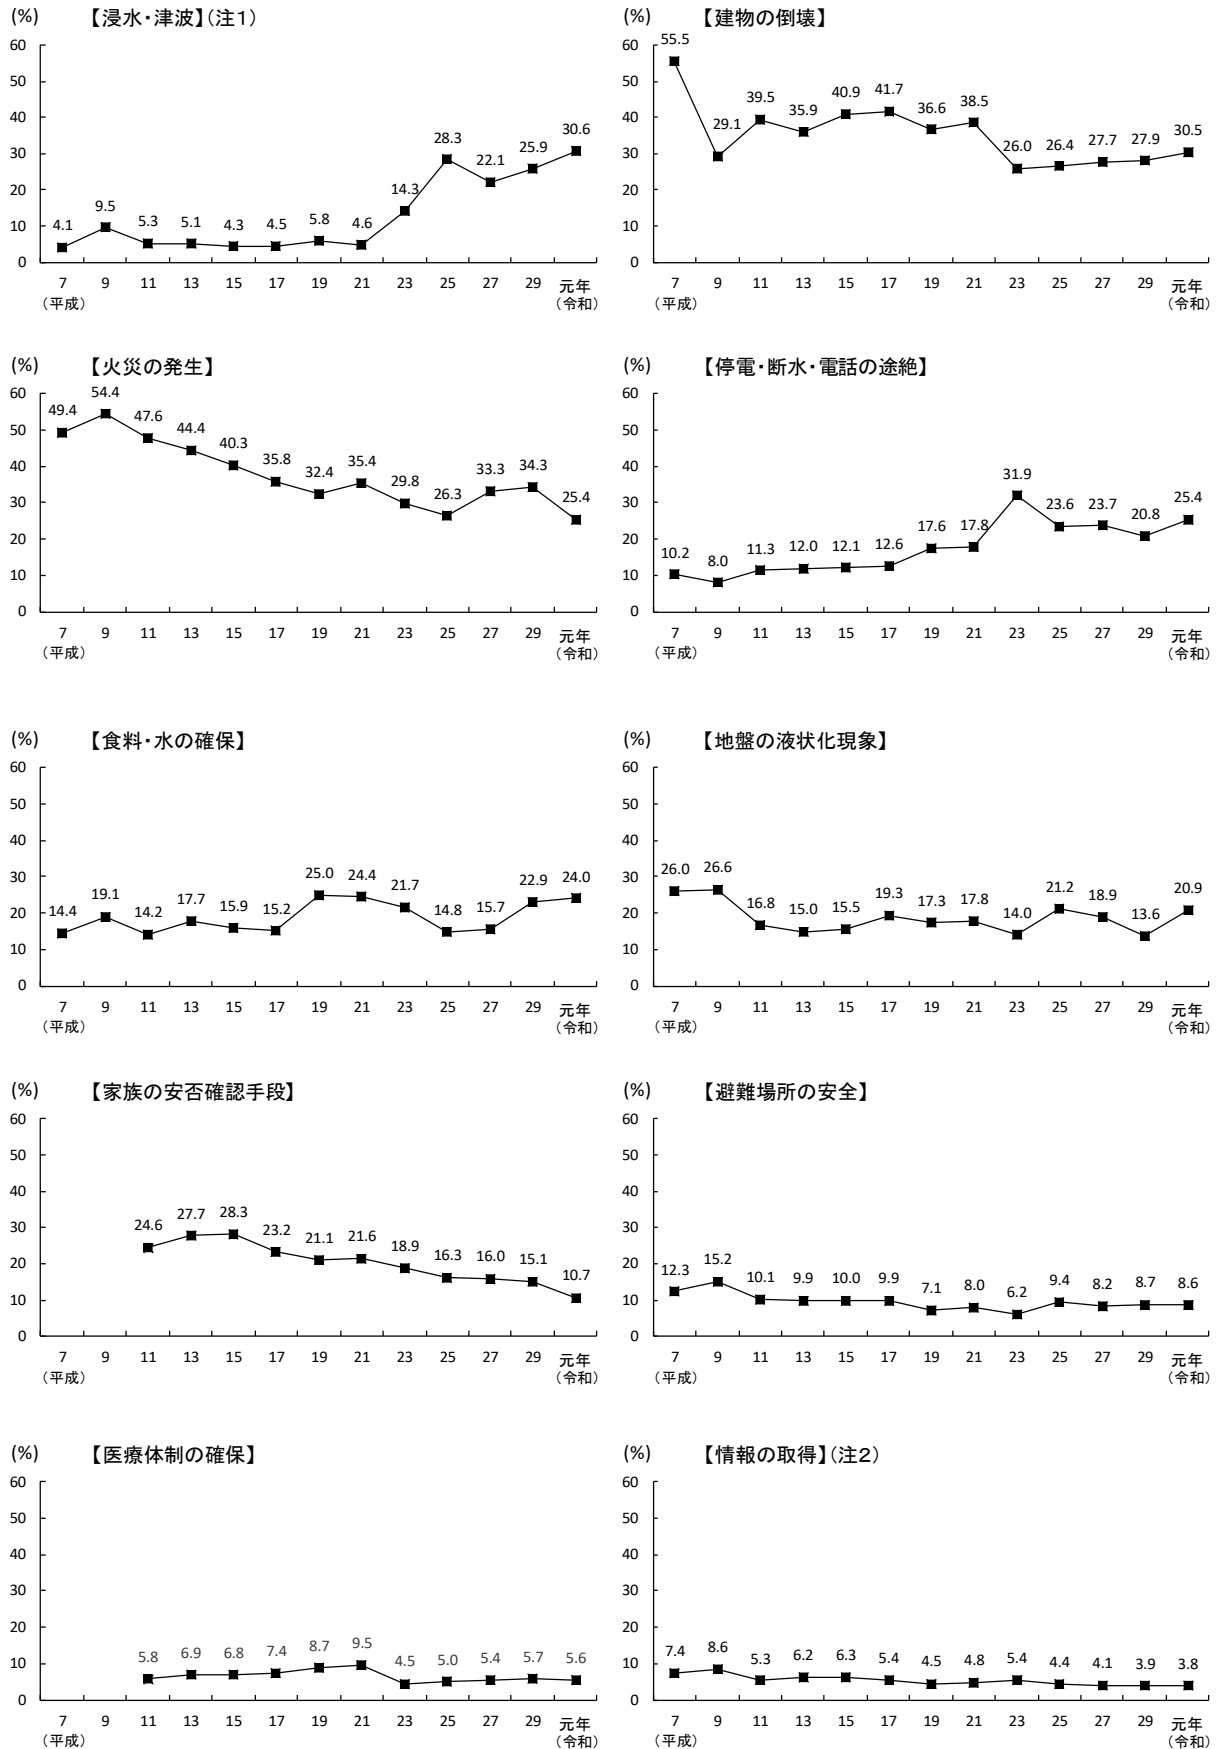 (%) 【浸水・津波】(注1)
60
50
40
30
20
10
0
4.1 9.5 5.3 5.1 4.3 4.5 5.8 4.6 14.3 28.3 22.1 25.9 30.6
7 9 11 13 15 17 19 21 23 25 27 29 元年
(平成) (令和)
(%) 【建物の倒壊】
60
50
40
30
20
10
0
55.5 29.1 39.5 35.9 40.9 41.7 36.6 38.5 26.0 26.4 27.7 27.9 30.5
7 9 11 13 15 17 19 21 23 25 27 29 元年
(平成) (令和)
(%) 【火災の発生】
60
50
40
30
20
10
0
49.4 54.4 47.6 44.4 40.3 35.8 32.4 35.4 29.8 26.3 33.3 34.3 25.4
7 9 11 13 15 17 19 21 23 25 27 29 元年
(平成) (令和)
(%) 【停電・断水・電話の途絶】
60
50
40
30
20
10
0
10.2 8.0 11.3 12.0 12.1 12.6 17.6 17.8 31.9 23.6 23.7 20.8 25.4
7 9 11 13 15 17 19 21 23 25 27 29 元年
(平成) (令和)
(%) 【食料・水の確保】
60
50
40
30
20
10
0
14.4 19.1 14.2 17.7 15.9 15.2 25.0 24.4 21.7 14.8 15.7 22.9 24.0
7 9 11 13 15 17 19 21 23 25 27 29 元年
(平成) (令和)
(%) 【地盤の液状化現象】
60
50
40
30
20
10
0
26.0 26.6 16.8 15.0 15.5 19.3 17.3 17.8 14.0 21.2 18.9 13.6 20.9
7 9 11 13 15 17 19 21 23 25 27 29 元年
(平成) (令和)
(%) 【家族の安否確認手段】
60
50
40
30
20
10
0
24.6 27.7 28.3 23.2 21.1 21.6 18.9 16.3 16.0 15.1 10.7
7 9 11 13 15 17 19 21 23 25 27 29 元年
(平成) (令和)
(%) 【避難場所の安全】
60
50
40
30
20
10
0
12.3 15.2 10.1 9.9 10.0 9.9 7.1 8.0 6.2 9.4 8.2 8.7 8.6
7 9 11 13 15 17 19 21 23 25 27 29 元年
(平成) (令和)
(%) 【医療体制の確保】
60
50
40
30
20
10
0
5.8 6.9 6.8 7.4 8.7 9.5 4.5 5.0 5.4 5.7 5.6
7 9 11 13 15 17 19 21 23 25 27 29 元年
(平成) (令和)
(%) 【情報の取得】(注2)
60
50
40
30
20
10
0
7.4 8.6 5.3 6.2 6.3 5.4 4.5 4.8 5.4 4.4 4.1 3.9 3.8
7 9 11 13 15 17 19 21 23 25 27 29 元年
(平成) (令和)